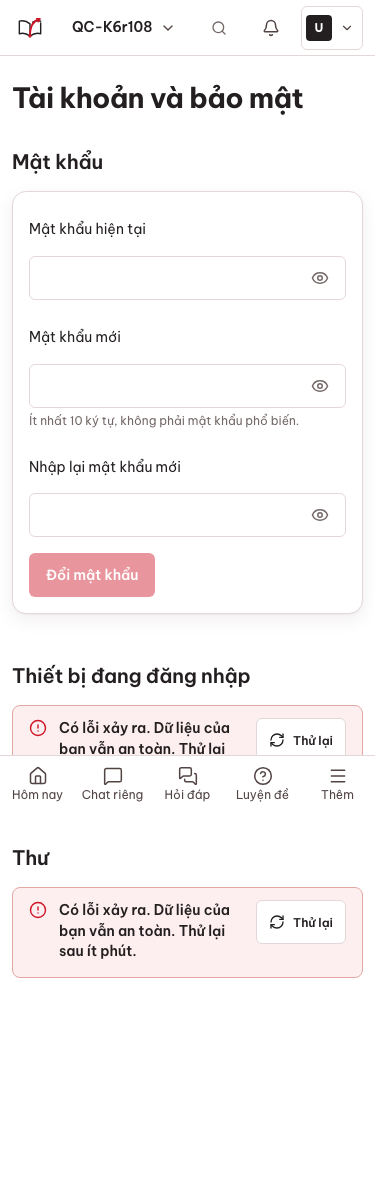 QC-K6r108
U
Tài khoản và bảo mật
Mật khẩu
Mật khẩu hiện tại
Mật khẩu mới
Ít nhất 10 ký tự, không phải mật khẩu phổ biến.
Nhập lại mật khẩu mới
Đổi mật khẩu
Thiết bị đang đăng nhập
Có lỗi xảy ra. Dữ liệu của
bạn vẫn an toàn. Thử lại
Thử lại
Hôm nay
Chat riêng
Hỏi đáp
Luyện đề
Thêm
Thư
Có lỗi xảy ra. Dữ liệu của
bạn vẫn an toàn. Thử lại
sau ít phút.
Thử lại